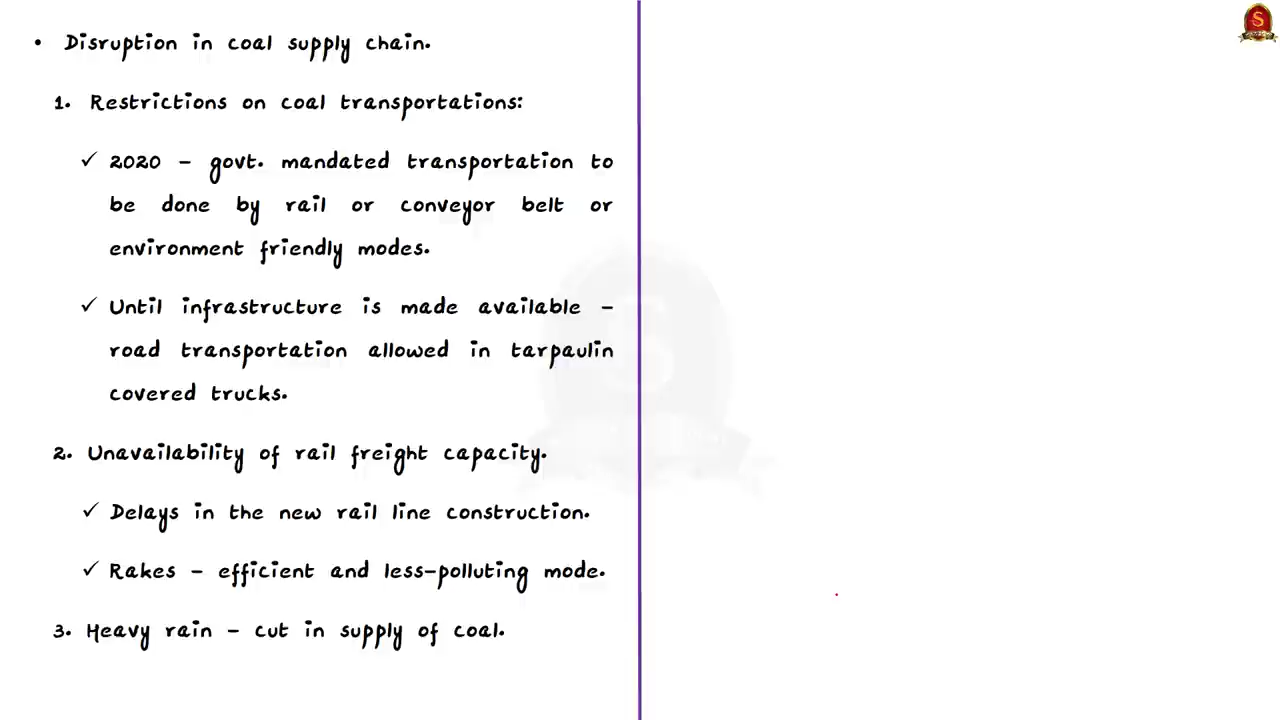 • Disruption in coal supply chain.
1. Restrictions on coal transportations:
✓ 2020 – govt. mandated transportation to
be done by rail or conveyor belt or
environment friendly modes.
✓ Until infrastructure is made available –
road transportation allowed in tarpaulin
covered trucks.
2. Unavailability of rail freight capacity.
✓ Delays in the new rail line construction.
✓ Rakes – efficient and less-polluting mode.
3. Heavy rain – cut in supply of coal.